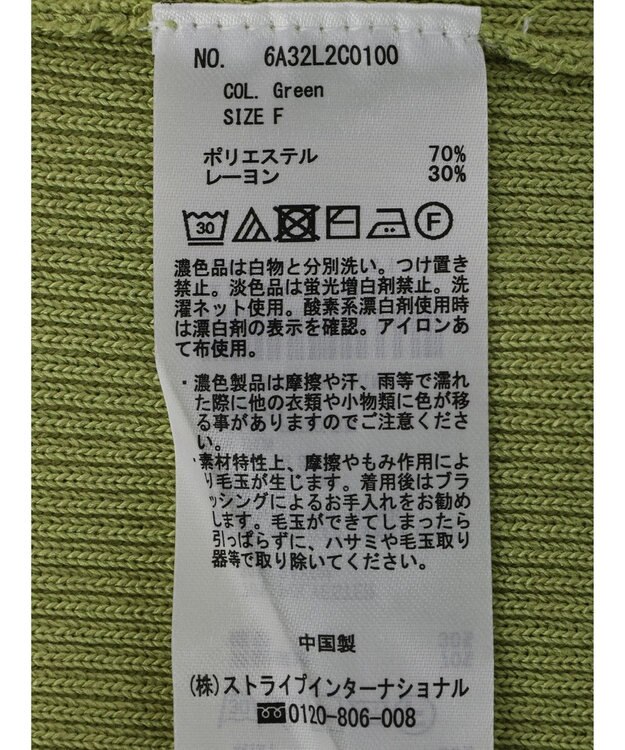 NO. 6A32L2C0100
COL. Green
SIZE F
ポリエステル 70%
レーヨン 30%
30 F
濃色品は白物と分別洗い。つけ置き
禁止。淡色品は蛍光増白剤禁止。洗
濯ネット使用。酸素系漂白剤使用時
は漂白剤の表示を確認。アイロンあ
て布使用。
・濃色製品は摩擦や汗、雨等で濡れ
た際に他の衣類や小物類に色が移
る事がありますのでご注意くださ
い。
・素材特性上、摩擦やもみ作用によ
り毛玉が生じます。着用後はブラ
ッシングによるお手入れをお勧め
します。毛玉ができてしまったら
引っぱらずに、ハサミや毛玉取り
器等で取り除いてください。
中国製
(株)ストライプインターナショナル
0120-806-008